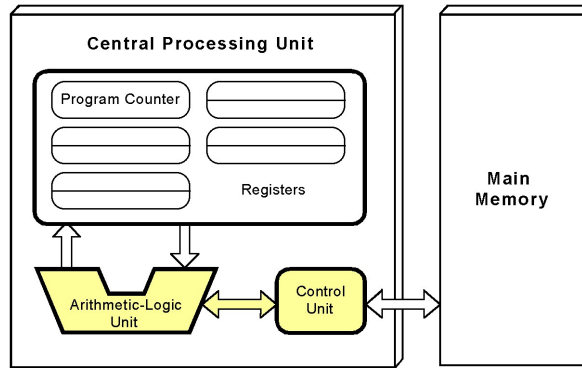 Central Processing Unit
Program Counter
Registers
Arithmetic-Logic
Unit
Control
Unit
Main
Memory